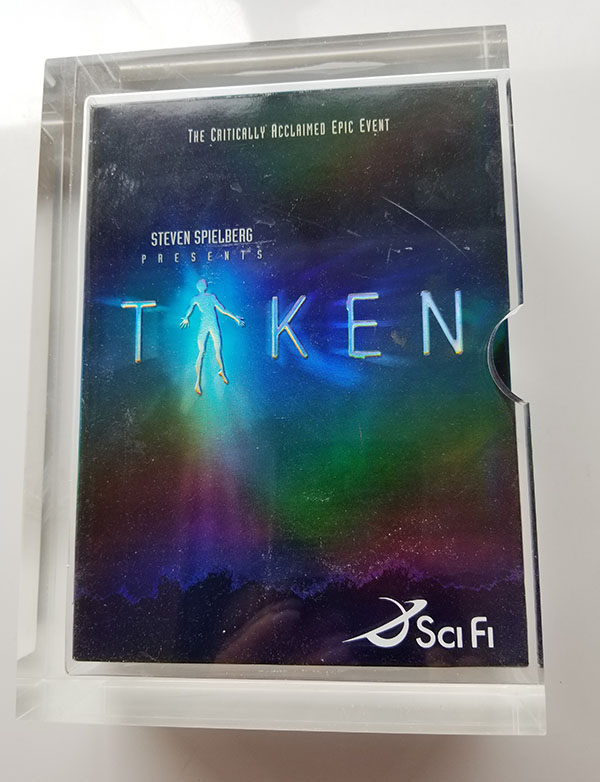 THE CRITICALLY ACCLAIMED EPIC EVENT
STEVEN SPIELBERG
PRESENTS
TAKEN
SCI FI